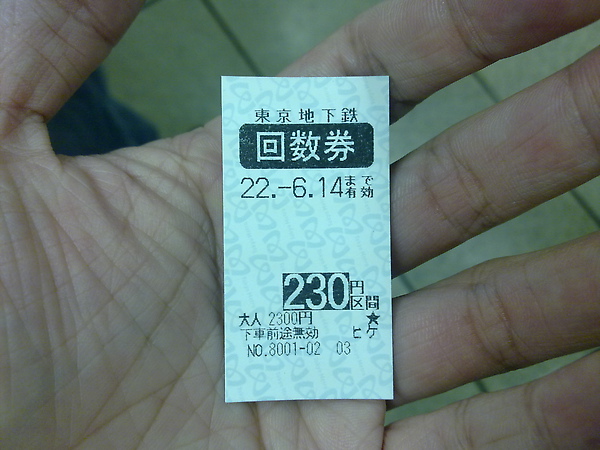 東京地下鉄
回数券
22.-6.14まで有効
230円区間
大人 2300円 ★
下車前途無効 ヒケ
NO.8001-02 03